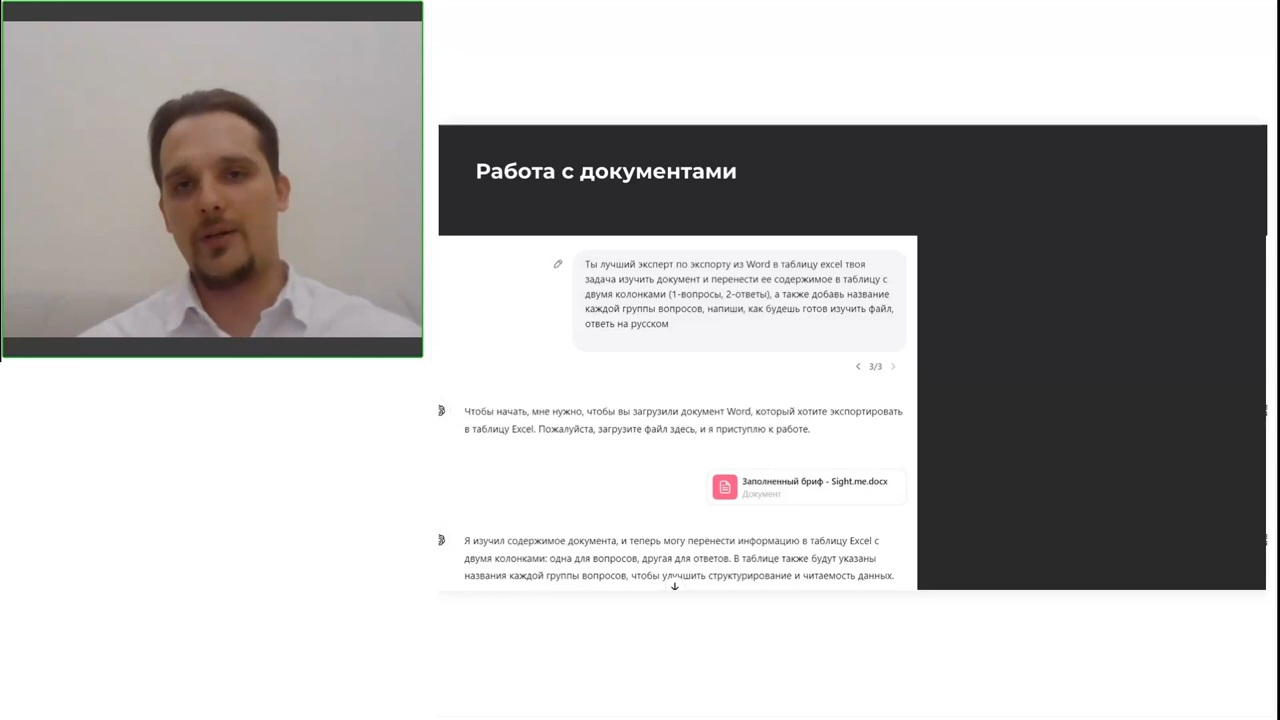 Работа с документами
Ты лучший эксперт по экспорту из Word в таблицу excel твоя
задача изучить документ и перенести ее содержимое в таблицу с
двумя колонками (1-вопросы, 2-ответы), а также добавь название
каждой группы вопросов, напиши, как будешь готов изучить файл,
ответь на русском
3/3
Чтобы начать, мне нужно, чтобы вы загрузили документ Word, который хотите экспортировать
в таблицу Excel. Пожалуйста, загрузите файл здесь, и я приступлю к работе.
Заполненный бриф - Sight.me.docx
Документ
Я изучил содержимое документа, и теперь могу перенести информацию в таблицу Excel с
двумя колонками: одна для вопросов, другая для ответов. В таблице также будут указаны
названия каждой группы вопросов, чтобы улучшить структурирование и читаемость данных.